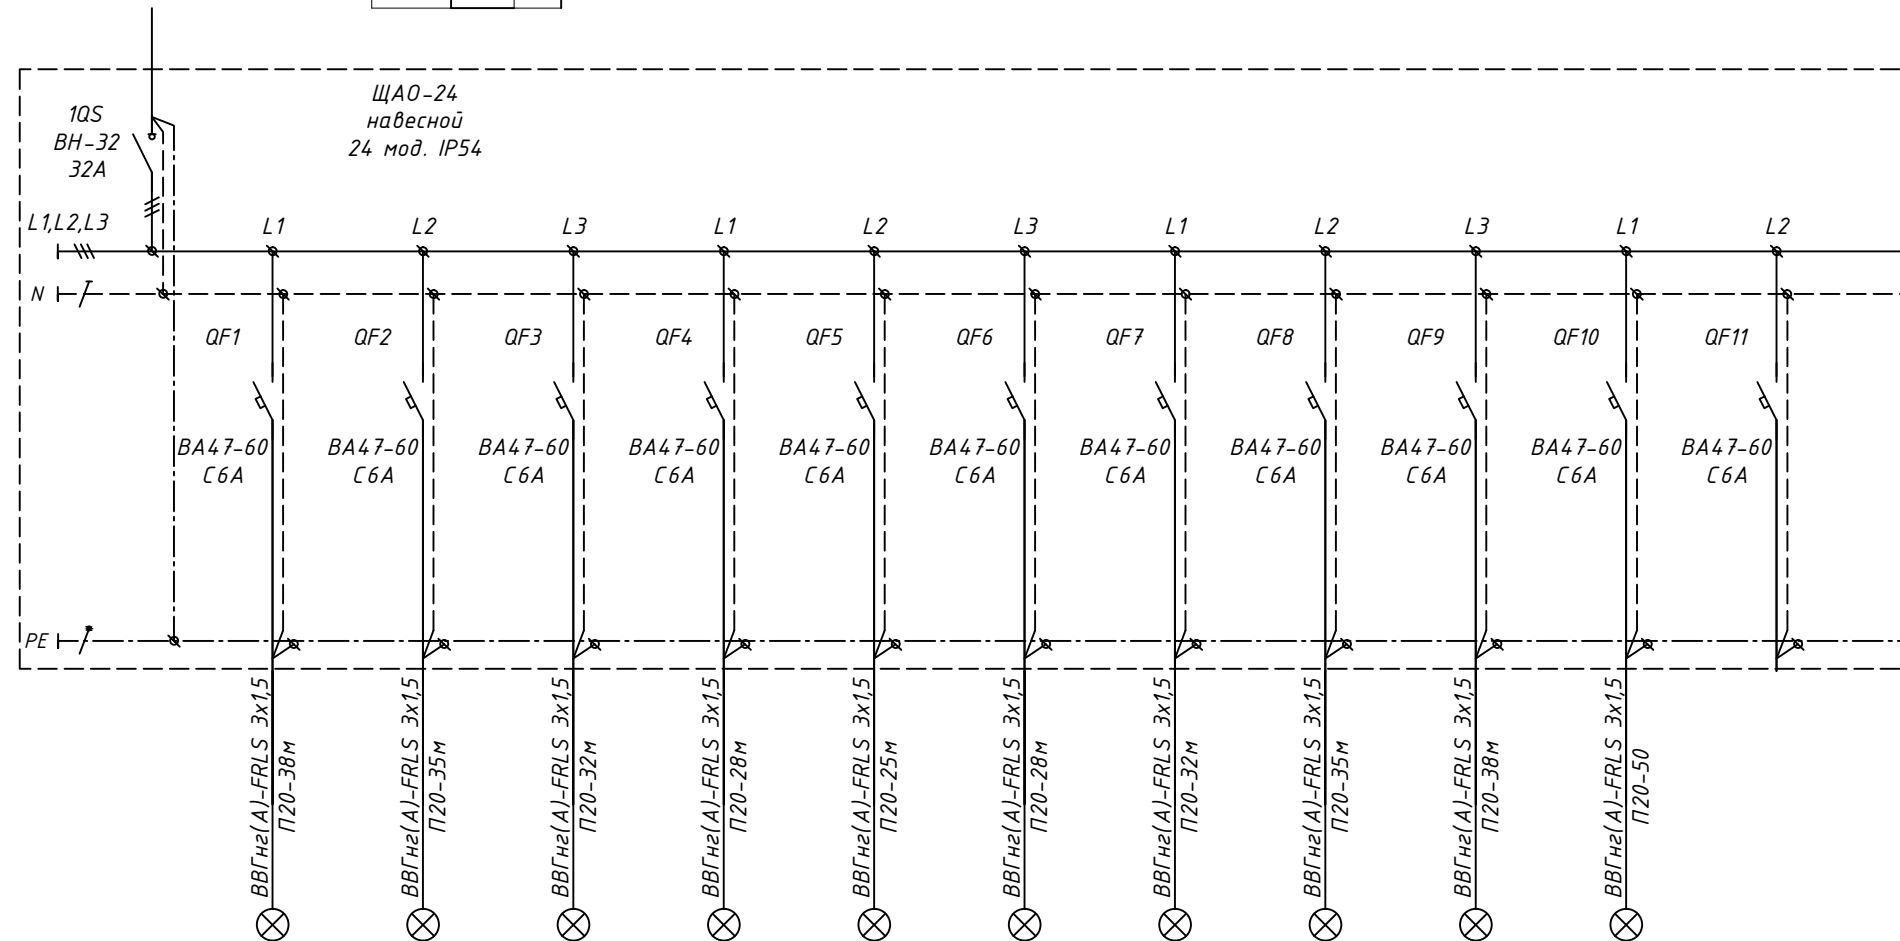 ЩАО-24
навесной
24 мод. IP54
1QS
ВН-32
32А
L1,L2,L3
L1
L2
L3
L1
L2
L3
L1
L2
L3
L1
L2
N
QF1
QF2
QF3
QF4
QF5
QF6
QF7
QF8
QF9
QF10
QF11
ВА47-60
С6А
ВА47-60
С6А
ВА47-60
С6А
ВА47-60
С6А
ВА47-60
С6А
ВА47-60
С6А
ВА47-60
С6А
ВА47-60
С6А
ВА47-60
С6А
ВА47-60
С6А
ВА47-60
С6А
PE
ВВГнг(А)-FRLS 3х1,5
П20-38м
ВВГнг(А)-FRLS 3х1,5
П20-35м
ВВГнг(А)-FRLS 3х1,5
П20-32м
ВВГнг(А)-FRLS 3х1,5
П20-28м
ВВГнг(А)-FRLS 3х1,5
П20-25м
ВВГнг(А)-FRLS 3х1,5
П20-28м
ВВГнг(А)-FRLS 3х1,5
П20-32м
ВВГнг(А)-FRLS 3х1,5
П20-35м
ВВГнг(А)-FRLS 3х1,5
П20-38м
ВВГнг(А)-FRLS 3х1,5
П20-50